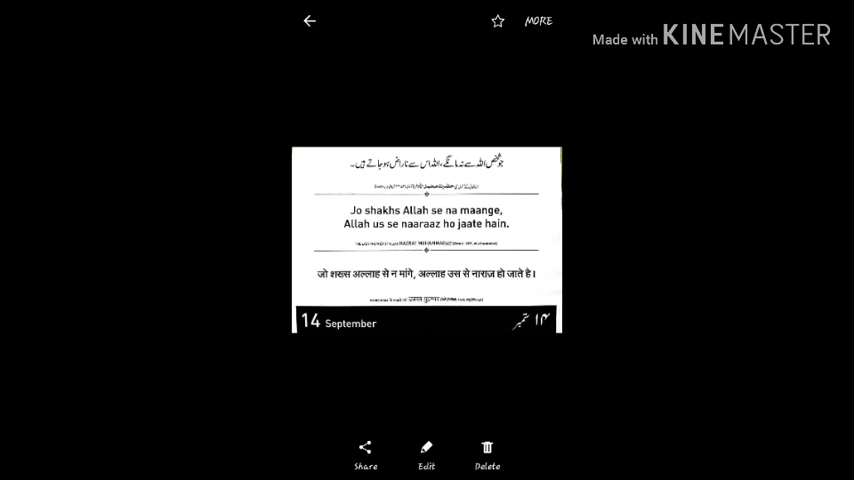 MORE
Made with KINEMASTER
جو شخص اللہ سے نہ مانگے، اللہ اس سے ناراض ہو جاتے ہیں۔
حضرت محمد
Jo shakhs Allah se na maange,
Allah us se naaraaz ho jaate hain.
जो शख्स अल्लाह से न मांगे, अल्लाह उस से नाराज़ हो जाते है।
14 September
۱۴ ستمبر
Share Edit Delete